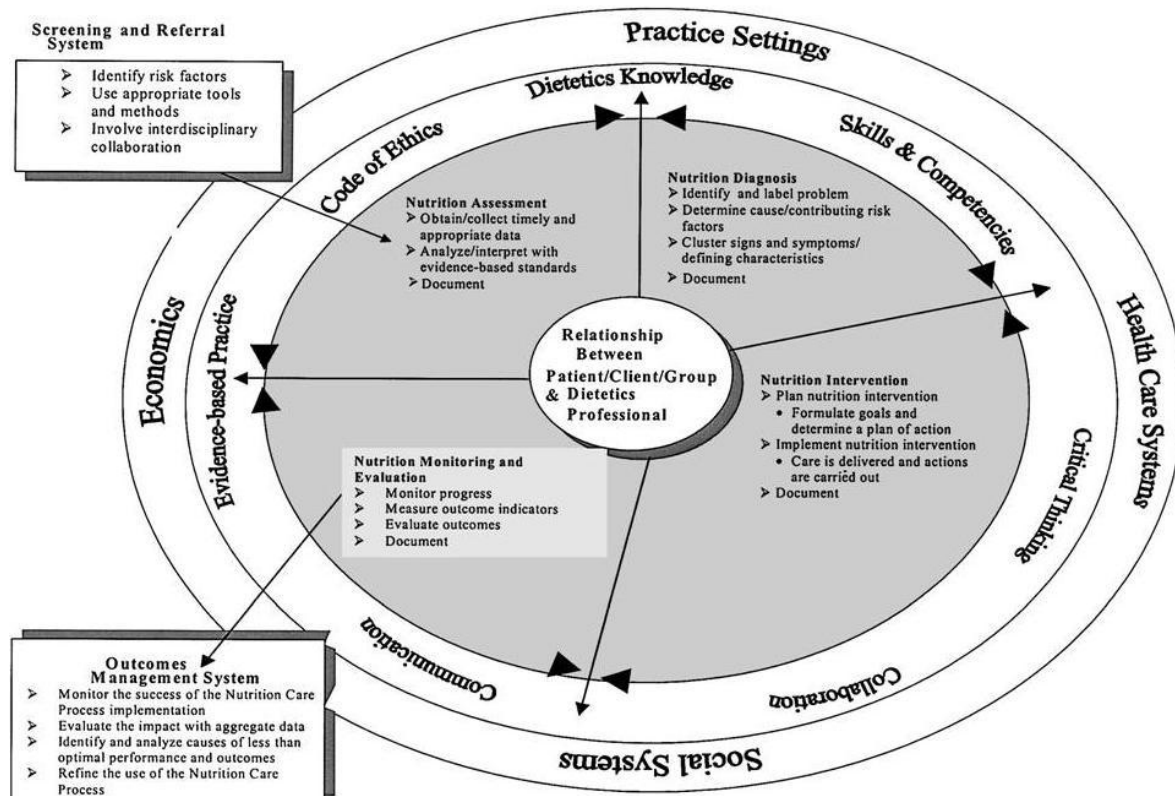 Screening and Referral
System
➢ Identify risk factors
➢ Use appropriate tools
and methods
➢ Involve interdisciplinary
collaboration
Practice Settings
Dietetics Knowledge
Code of Ethics
Skills & Competencies
Nutrition Assessment
➢ Obtain/collect timely and
appropriate data
➢ Analyze/interpret with
evidence-based standards
➢ Document
Nutrition Diagnosis
➢ Identify and label problem
➢ Determine cause/contributing risk
factors
➢ Cluster signs and symptoms/
defining characteristics
➢ Document
Economics
Evidence-based Practice
Health Care Systems
Relationship
Between
Patient/Client/Group
& Dietetics
Professional
Nutrition Intervention
➢ Plan nutrition intervention
• Formulate goals and
determine a plan of action
➢ Implement nutrition intervention
• Care is delivered and actions
are carried out
➢ Document
Critical Thinking
Nutrition Monitoring and
Evaluation
➢ Monitor progress
➢ Measure outcome indicators
➢ Evaluate outcomes
➢ Document
Communication
Collaboration
Social Systems
Outcomes
Management System
➢ Monitor the success of the Nutrition Care
Process implementation
➢ Evaluate the impact with aggregate data
➢ Identify and analyze causes of less than
optimal performance and outcomes
➢ Refine the use of the Nutrition Care
Process